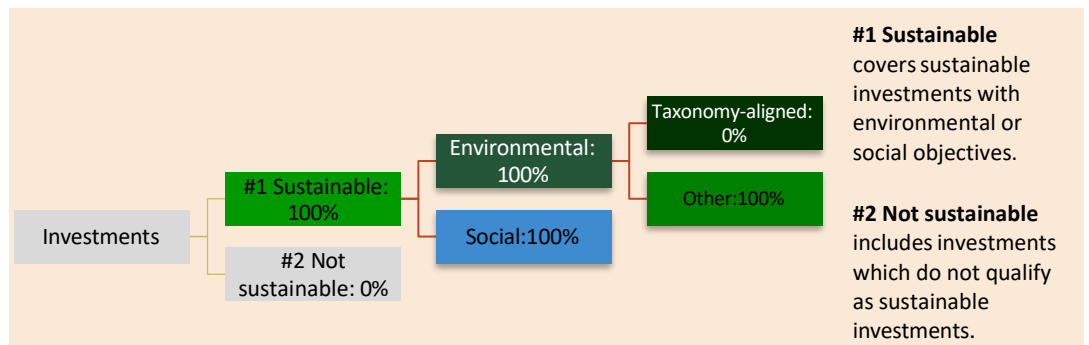 Investments
#1 Sustainable:
100%
#2 Not
sustainable: 0%
Environmental:
100%
Social:100%
Taxonomy-aligned:
0%
Other:100%
#1 Sustainable
covers sustainable
investments with
environmental or
social objectives.
#2 Not sustainable
includes investments
which do not qualify
as sustainable
investments.